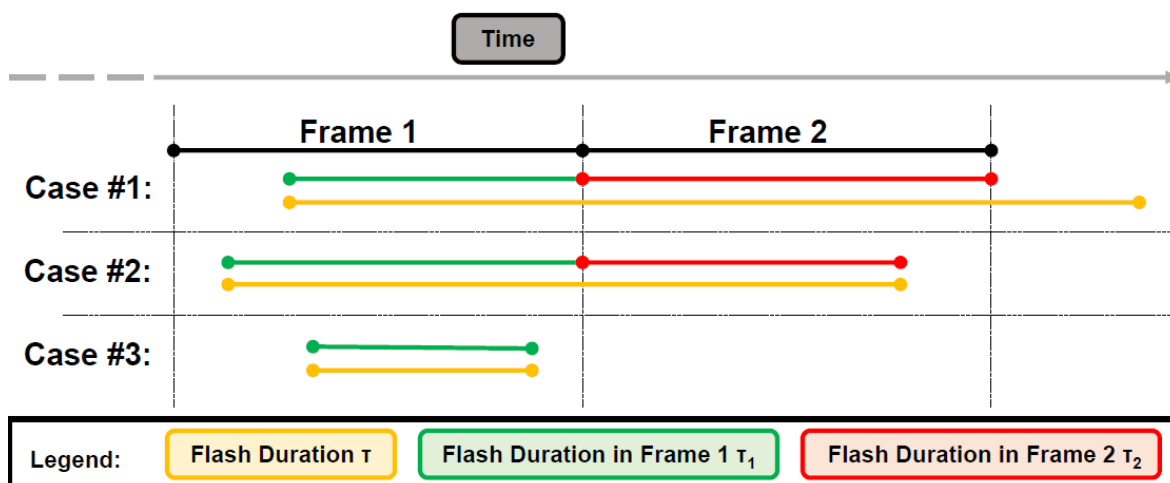 Time
Frame 1 Frame 2
Case #1:
Case #2:
Case #3:
Legend: Flash Duration τ Flash Duration in Frame 1 τ₁ Flash Duration in Frame 2 τ₂